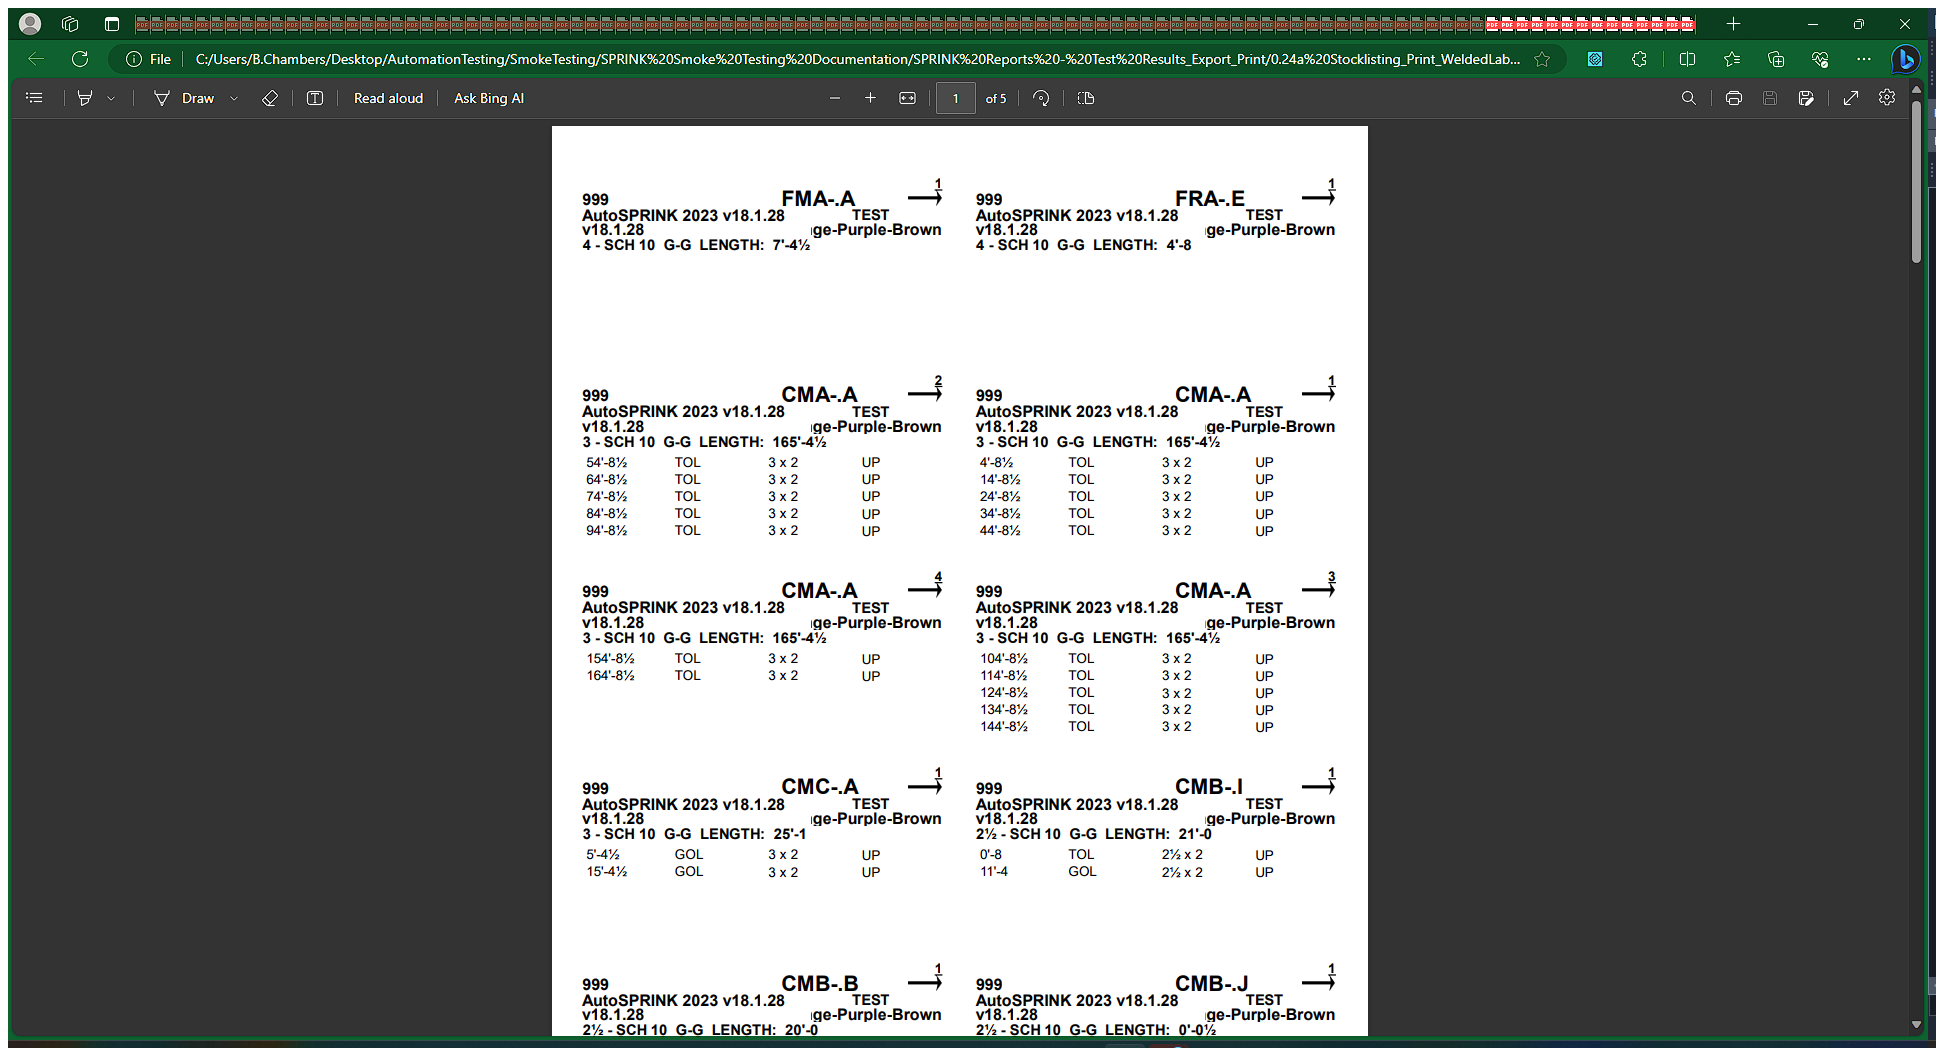 File
C:/Users/B.Chambers/Desktop/AutomationTesting/SmokeTesting/SPRINK%20Smoke%20Testing%20Documentation/SPRINK%20Reports%20-%20Test%20Results_Export_Print/0.24a%20Stocklisting_Print_WeldedLab...
Draw
Read aloud
Ask Bing AI
1 of 5
999 FMA-.A 1
AutoSPRINK 2023 v18.1.28 TEST
v18.1.28 ge-Purple-Brown
4 - SCH 10 G-G LENGTH: 7'-4½
999 FRA-.E 1
AutoSPRINK 2023 v18.1.28 TEST
v18.1.28 ge-Purple-Brown
4 - SCH 10 G-G LENGTH: 4'-8
999 CMA-.A 2
AutoSPRINK 2023 v18.1.28 TEST
v18.1.28 ge-Purple-Brown
3 - SCH 10 G-G LENGTH: 165'-4½
54'-8½ TOL 3 x 2 UP
64'-8½ TOL 3 x 2 UP
74'-8½ TOL 3 x 2 UP
84'-8½ TOL 3 x 2 UP
94'-8½ TOL 3 x 2 UP
999 CMA-.A 1
AutoSPRINK 2023 v18.1.28 TEST
v18.1.28 ge-Purple-Brown
3 - SCH 10 G-G LENGTH: 165'-4½
4'-8½ TOL 3 x 2 UP
14'-8½ TOL 3 x 2 UP
24'-8½ TOL 3 x 2 UP
34'-8½ TOL 3 x 2 UP
44'-8½ TOL 3 x 2 UP
999 CMA-.A 4
AutoSPRINK 2023 v18.1.28 TEST
v18.1.28 ge-Purple-Brown
3 - SCH 10 G-G LENGTH: 165'-4½
154'-8½ TOL 3 x 2 UP
164'-8½ TOL 3 x 2 UP
999 CMA-.A 3
AutoSPRINK 2023 v18.1.28 TEST
v18.1.28 ge-Purple-Brown
3 - SCH 10 G-G LENGTH: 165'-4½
104'-8½ TOL 3 x 2 UP
114'-8½ TOL 3 x 2 UP
124'-8½ TOL 3 x 2 UP
134'-8½ TOL 3 x 2 UP
144'-8½ TOL 3 x 2 UP
999 CMC-.A 1
AutoSPRINK 2023 v18.1.28 TEST
v18.1.28 ge-Purple-Brown
3 - SCH 10 G-G LENGTH: 25'-1
5'-4½ GOL 3 x 2 UP
15'-4½ GOL 3 x 2 UP
999 CMB-.I 1
AutoSPRINK 2023 v18.1.28 TEST
v18.1.28 ge-Purple-Brown
2½ - SCH 10 G-G LENGTH: 21'-0
0'-8 TOL 2½ x 2 UP
11'-4 GOL 2½ x 2 UP
999 CMB-.B 1
AutoSPRINK 2023 v18.1.28 TEST
v18.1.28 ge-Purple-Brown
2½ - SCH 10 G-G LENGTH: 20'-0
999 CMB-.J 1
AutoSPRINK 2023 v18.1.28 TEST
v18.1.28 ge-Purple-Brown
2½ - SCH 10 G-G LENGTH: 0'-0½